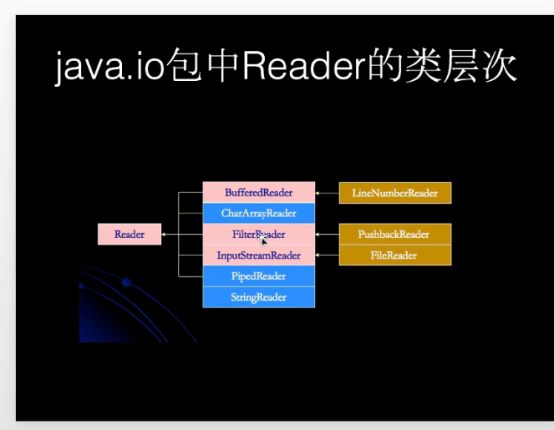 java.io包中Reader的类层次
BufferedReader
LineNumberReader
CharArrayReader
Reader
FilterReader
PushbackReader
InputStreamReader
FileReader
PipedReader
StringReader